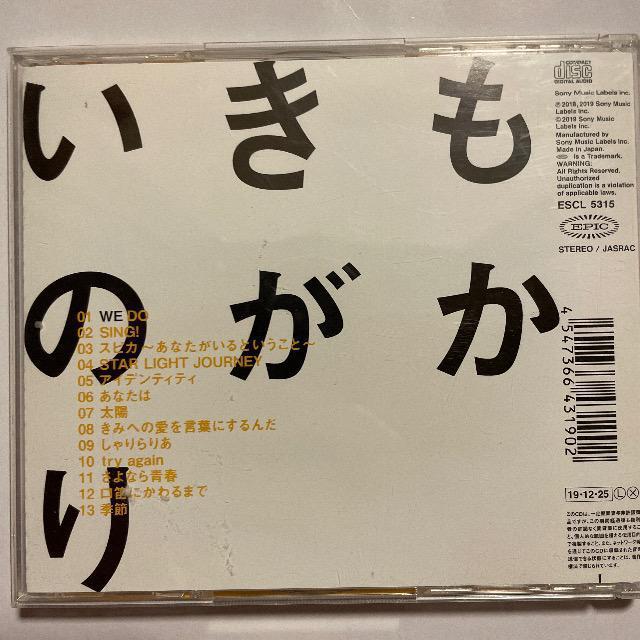 いきも
のがか
り
01 WE DO
02 SING!
03 スピカ〜あなたがいるということ〜
04 STAR LIGHT JOURNEY
05 アイデンティティ
06 あなたは
07 太陽
08 きみへの愛を言葉にするんだ
09 しゃりらりあ
10 try again
11 さよなら青春
12 口笛にかわるまで
13 季節
COMPACT
disc
DIGITAL AUDIO
Sony Music Labels Inc.
℗2018, 2019 Sony Music
Labels Inc.
©2019 Sony Music
Labels Inc.
Manufactured by
Sony Music Labels Inc.
Made in Japan.
is a Trademark.
WARNING:
All Rights Reserved.
Unauthorized
duplication is a violation
of applicable laws.
ESCL 5315
EPIC
STEREO / JASRAC
4 547366 431902
19・12・25 Ⓛ Ⓧ